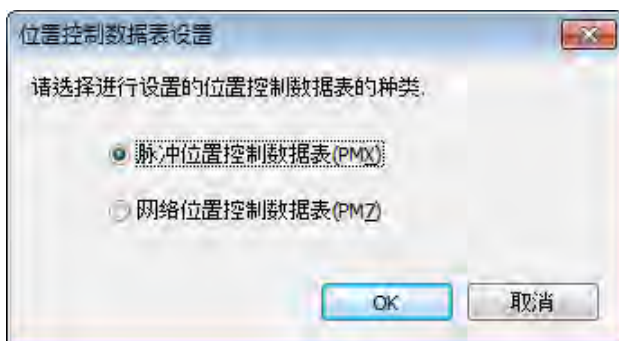 位置控制数据表设置
请选择进行设置的位置控制数据表的种类.
脉冲位置控制数据表(PMX)
网络位置控制数据表(PM7)
OK
取消